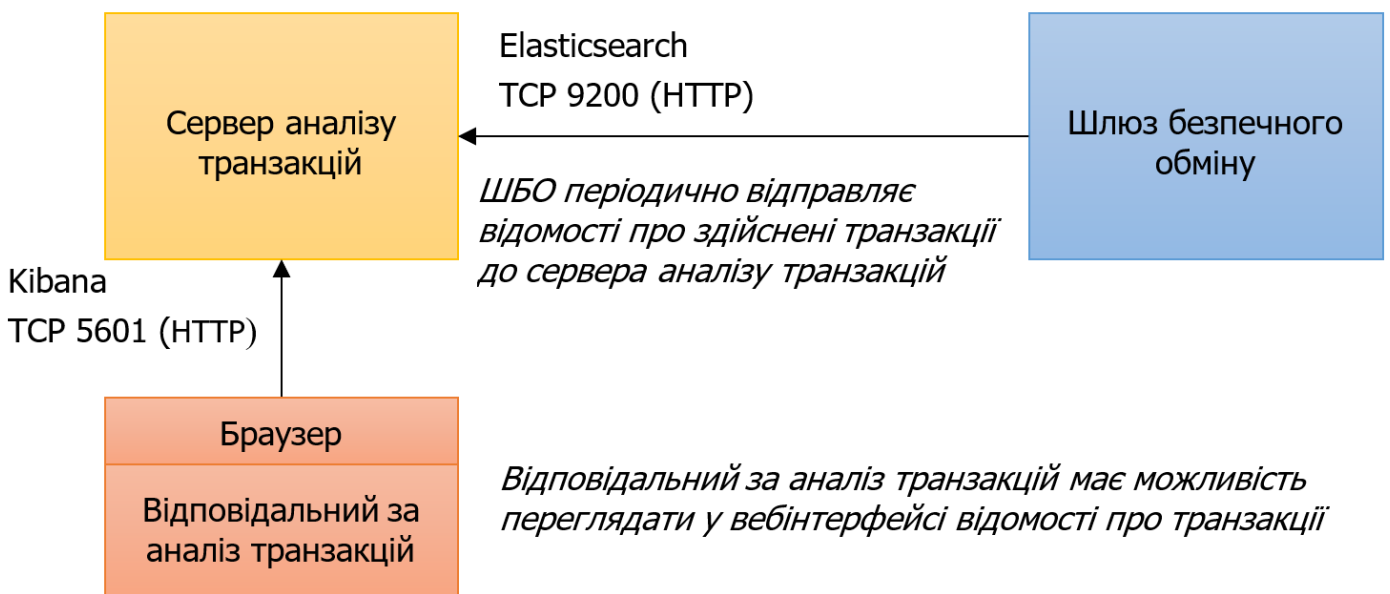 Сервер аналізу
транзакцій
Elasticsearch
TCP 9200 (HTTP)
Шлюз безпечного
обміну
ШБО періодично відправляє
відомості про здійснені транзакції
до сервера аналізу транзакцій
Kibana
TCP 5601 (HTTP)
Браузер
Відповідальний за
аналіз транзакцій
Відповідальний за аналіз транзакцій має можливість
переглядати у вебінтерфейсі відомості про транзакції